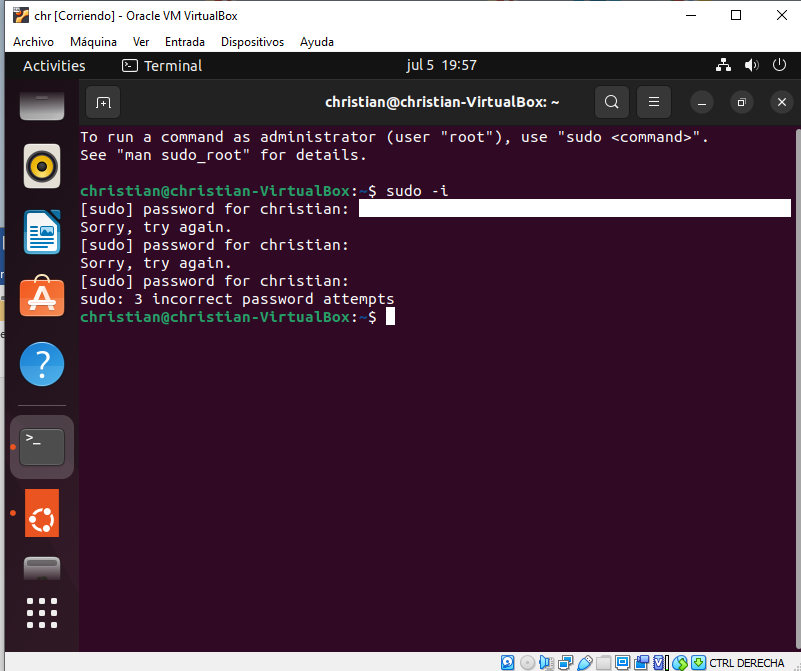 chr [Corriendo] - Oracle VM VirtualBox
Archivo Máquina Ver Entrada Dispositivos Ayuda
Activities Terminal jul 5 19:57
christian@christian-VirtualBox: ~
To run a command as administrator (user "root"), use "sudo <command>".
See "man sudo_root" for details.
christian@christian-VirtualBox:~$ sudo -i
[sudo] password for christian:
Sorry, try again.
[sudo] password for christian:
Sorry, try again.
[sudo] password for christian:
sudo: 3 incorrect password attempts
christian@christian-VirtualBox:~$
CTRL DERECHA